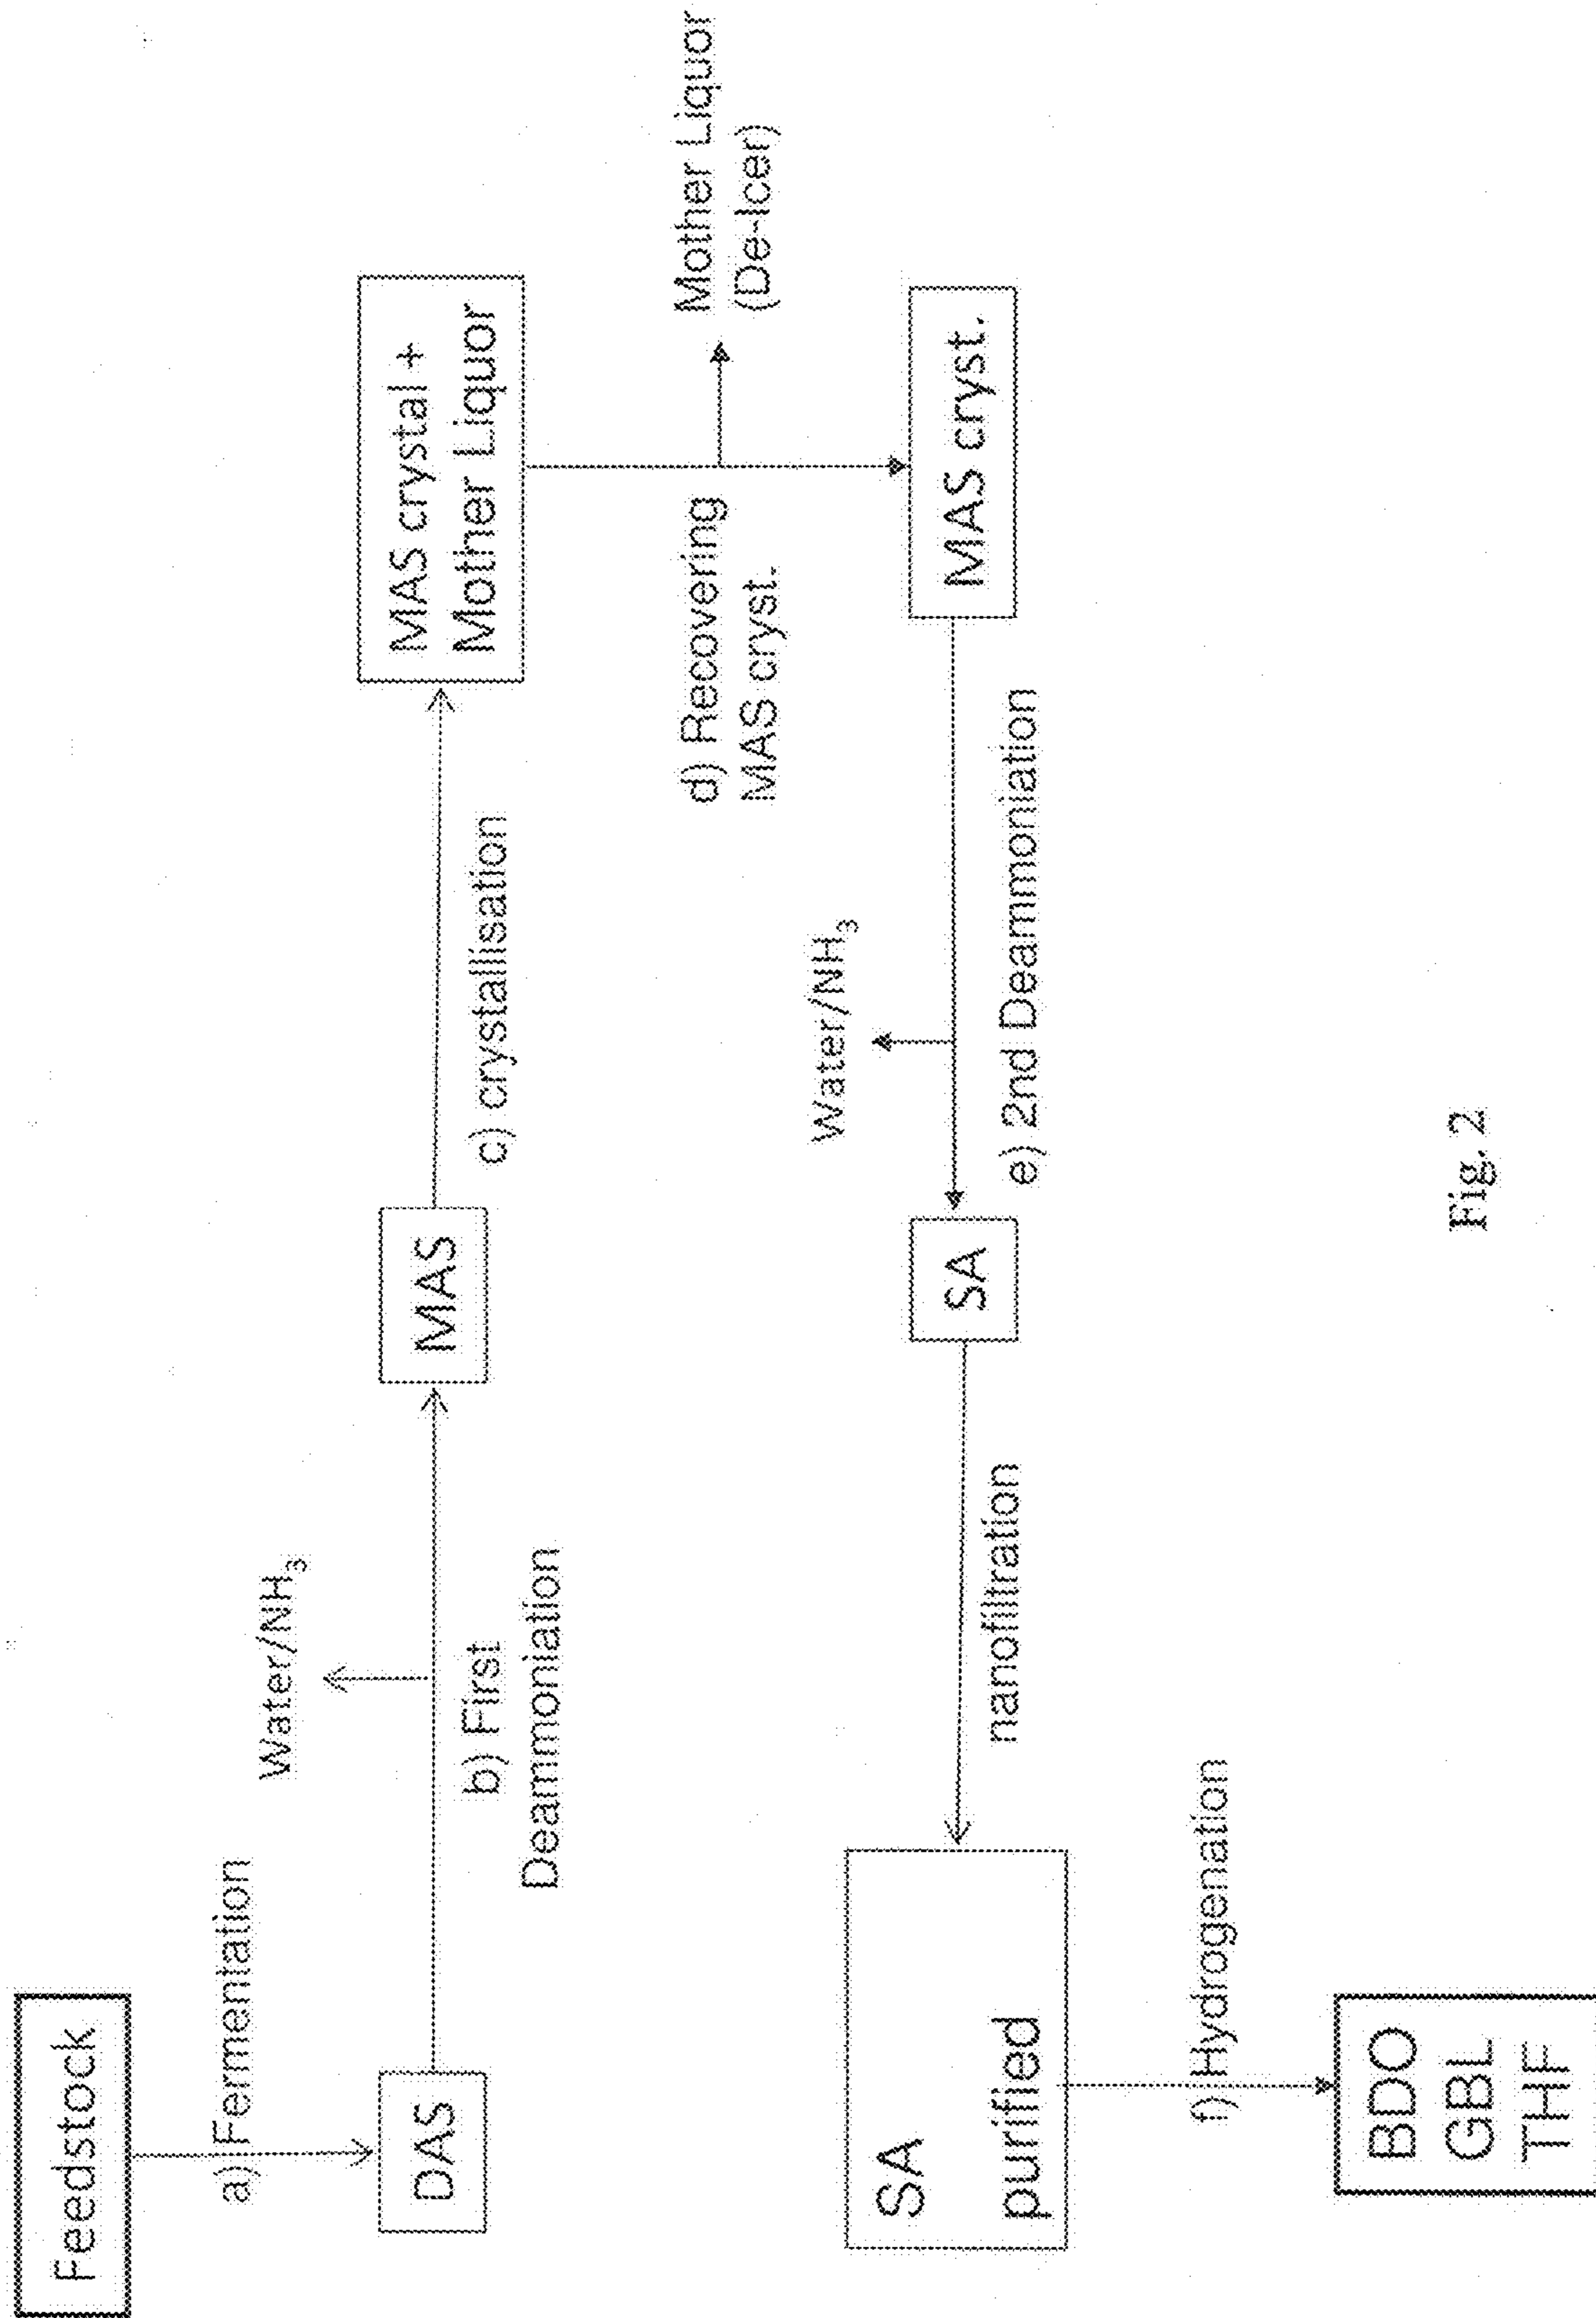 Feedstock
a) Fermentation
DAS
Water/NH₃
b) First
Deammoniation
MAS
c) crystallisation
MAS crystal +
Mother Liquor
d) Recovering
MAS cryst.
Mother Liquor
(De-Icer)
MAS cryst.
Water/NH₃
e) 2nd Deammoniation
SA
nanofiltration
SA
purified
f) Hydrogenation
BDO
GBL
THF
Fig. 2